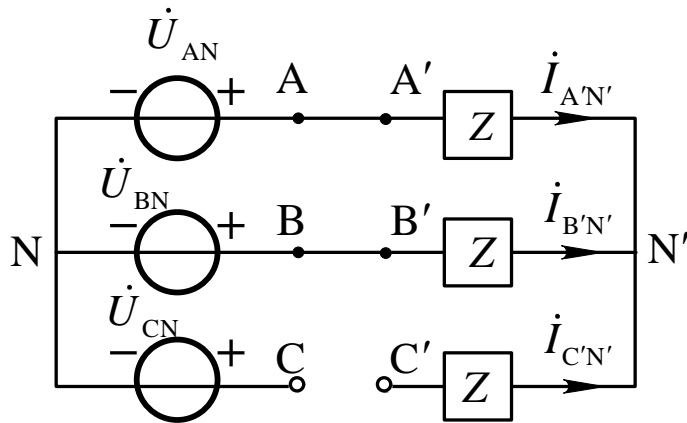 U̇AN
− + A A′ Z İA′N′
U̇BN
N − + B B′ Z İB′N′ N′
U̇CN
− + C C′ Z İC′N′